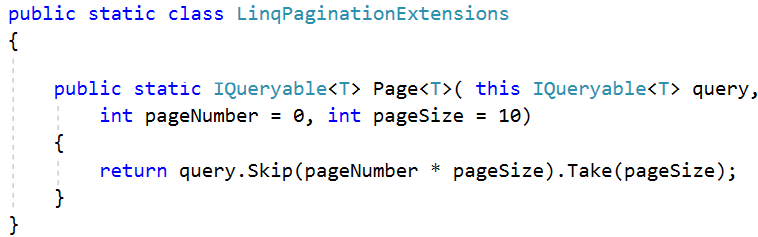 public static class LinqPaginationExtensions
{
public static IQueryable<T> Page<T>( this IQueryable<T> query,
int pageNumber = 0, int pageSize = 10)
{
return query.Skip(pageNumber * pageSize).Take(pageSize);
}
}